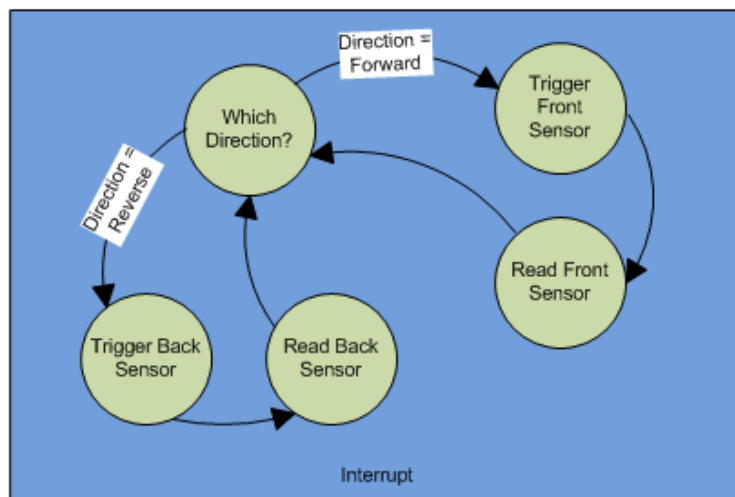 Direction =
Forward
Trigger
Front
Sensor
Which
Direction?
Direction =
Reverse
Read Front
Sensor
Trigger Back
Sensor
Read Back
Sensor
Interrupt